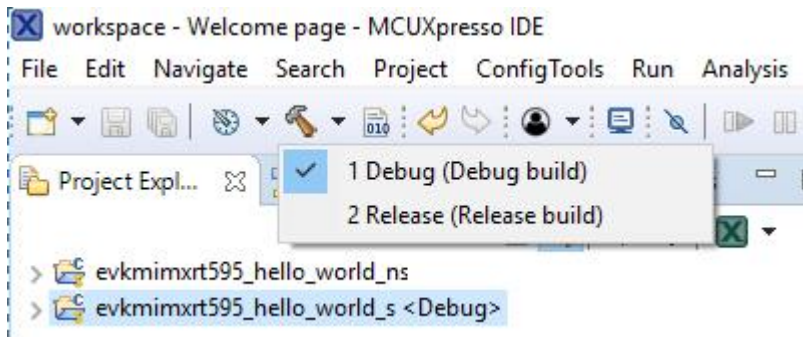 workspace - Welcome page - MCUXpresso IDE
File Edit Navigate Search Project ConfigTools Run Analysis
010
Project Expl...
1 Debug (Debug build)
2 Release (Release build)
evkmimxrt595_hello_world_ns
evkmimxrt595_hello_world_s <Debug>